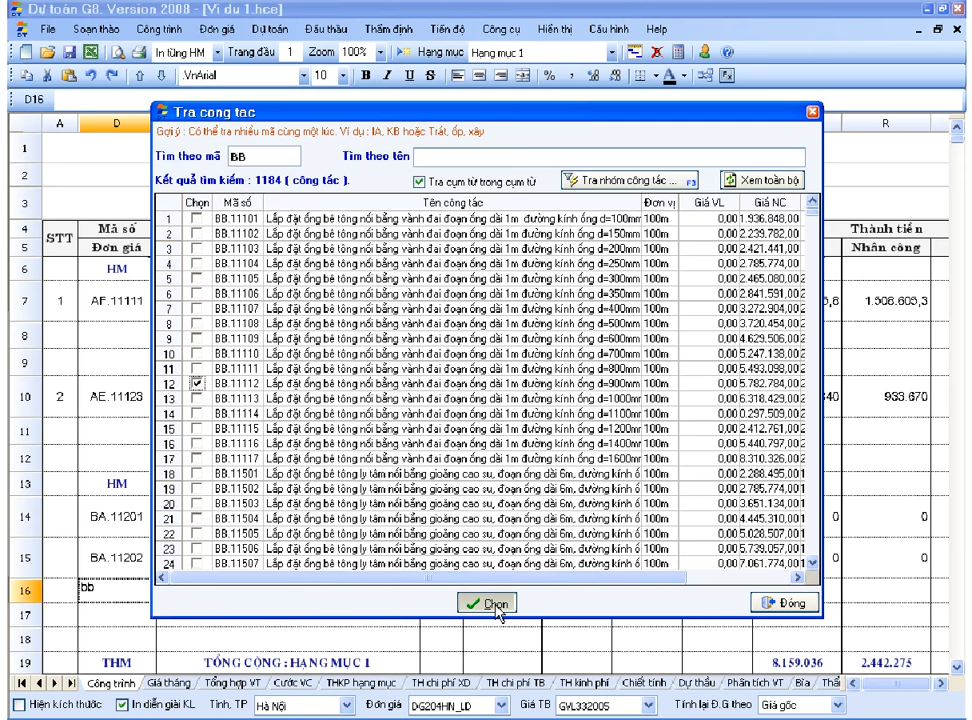 Dự toán G8. Version 2008 - [Vi du 1.hce]
File Soạn thảo Công trình Đơn giá Dự toán Đấu thầu Thẩm định Tiến độ Công cụ Hiển thị Cấu hình Help
In từng HM Trang đầu 1 Zoom 100% Hạng mục Hạng mục 1
.VnArial 10 B I U S
D16
A D R
Tra cong tac
Gợi ý : Có thể tra nhiều mã cùng một lúc. Ví dụ : IA, KB hoặc Trát, ốp, xây
Tìm theo mã BB Tìm theo tên
Kết quả tìm kiếm : 1184 ( công tác ). Tra cụm từ trong cụm từ Tra nhóm công tác ... F3 Xem toàn bộ
Chọn Mã số Tên công tác Đơn vị Giá VL Giá NC
1 BB.11101 Lắp đặt ống bê tông nối bằng vành đai đoạn ống dài 1m đường kính ống d=100mm 100m 0,00 1.936.848,00
2 BB.11102 Lắp đặt ống bê tông nối bằng vành đai đoạn ống dài 1m đường kính ống d=150mm 100m 0,00 2.239.782,00
3 BB.11103 Lắp đặt ống bê tông nối bằng vành đai đoạn ống dài 1m đường kính ống d=200mm 100m 0,00 2.421.441,00
4 BB.11104 Lắp đặt ống bê tông nối bằng vành đai đoạn ống dài 1m đường kính ống d=250mm 100m 0,00 2.785.774,00
5 BB.11105 Lắp đặt ống bê tông nối bằng vành đai đoạn ống dài 1m đường kính ống d=300mm 100m 0,00 2.465.080,00
6 BB.11106 Lắp đặt ống bê tông nối bằng vành đai đoạn ống dài 1m đường kính ống d=350mm 100m 0,00 2.841.591,00
7 BB.11107 Lắp đặt ống bê tông nối bằng vành đai đoạn ống dài 1m đường kính ống d=400mm 100m 0,00 3.272.904,00
8 BB.11108 Lắp đặt ống bê tông nối bằng vành đai đoạn ống dài 1m đường kính ống d=500mm 100m 0,00 3.720.454,00
9 BB.11109 Lắp đặt ống bê tông nối bằng vành đai đoạn ống dài 1m đường kính ống d=600mm 100m 0,00 4.629.506,00
10 BB.11110 Lắp đặt ống bê tông nối bằng vành đai đoạn ống dài 1m đường kính ống d=700mm 100m 0,00 5.247.138,00
11 BB.11111 Lắp đặt ống bê tông nối bằng vành đai đoạn ống dài 1m đường kính ống d=800mm 100m 0,00 5.493.098,00
12 BB.11112 Lắp đặt ống bê tông nối bằng vành đai đoạn ống dài 1m đường kính ống d=900mm 100m 0,00 5.782.784,00
13 BB.11113 Lắp đặt ống bê tông nối bằng vành đai đoạn ống dài 1m đường kính ống d=1000mm 100m 0,00 6.318.429,00
14 BB.11114 Lắp đặt ống bê tông nối bằng vành đai đoạn ống dài 1m đường kính ống d=1100mm 100m 0,00 0.297.509,00
15 BB.11115 Lắp đặt ống bê tông nối bằng vành đai đoạn ống dài 1m đường kính ống d=1200mm 100m 0,00 2.412.761,00
16 BB.11116 Lắp đặt ống bê tông nối bằng vành đai đoạn ống dài 1m đường kính ống d=1400mm 100m 0,00 5.440.797,00
17 BB.11117 Lắp đặt ống bê tông nối bằng vành đai đoạn ống dài 1m đường kính ống d=1600mm 100m 0,00 8.310.326,00
18 BB.11501 Lắp đặt ống bê tông ly tâm nối bằng gioăng cao su, đoạn ống dài 6m, đường kính ố 100m 0,00 2.288.495,00
19 BB.11502 Lắp đặt ống bê tông ly tâm nối bằng gioăng cao su, đoạn ống dài 6m, đường kính ố 100m 0,00 2.785.774,00
20 BB.11503 Lắp đặt ống bê tông ly tâm nối bằng gioăng cao su, đoạn ống dài 6m, đường kính ố 100m 0,00 3.651.134,00
21 BB.11504 Lắp đặt ống bê tông ly tâm nối bằng gioăng cao su, đoạn ống dài 6m, đường kính ố 100m 0,00 4.445.310,00
22 BB.11505 Lắp đặt ống bê tông ly tâm nối bằng gioăng cao su, đoạn ống dài 6m, đường kính ố 100m 0,00 5.028.507,00
23 BB.11506 Lắp đặt ống bê tông ly tâm nối bằng gioăng cao su, đoạn ống dài 6m, đường kính ố 100m 0,00 5.739.057,00
24 BB.11507 Lắp đặt ống bê tông ly tâm nối bằng gioăng cao su, đoạn ống dài 6m, đường kính ố 100m 0,00 7.061.774,00
Chọn Đóng
1
2
3
4 STT Mã số Thành tiền
5 Đơn giá Nhân công
6 HM
7 1 AF.11111 1.508.605,3
8
9
10 2 AE.11123 933.670
11
12
13 HM
14 BA.11201 0 0
15 BA.11202 0 0
16 bb
17
18
19 THM TỔNG CỘNG : HẠNG MỤC 1 8.159.036 2.442.275
Công trình Giá tháng Tổng hợp VT Cước VC THKP hạng mục TH chi phí XD TH chi phí TB TH kinh phí Chiết tính Dự thầu Phân tích VT Bìa
Hiện kích thước In diễn giải KL Tỉnh, TP Hà Nội Đơn giá DG204HN_LD Giá TB GVL332005 Tính lại Đ.G theo Giá gốc